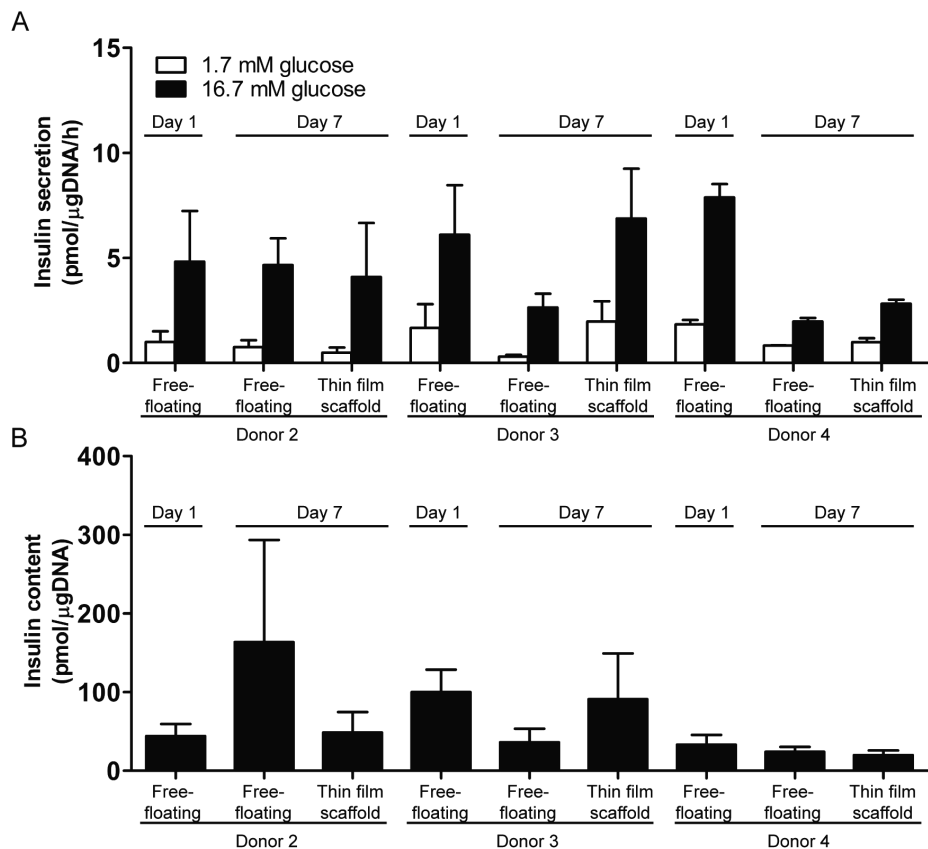 A
15
10
5
0
Insulin secretion
(pmol/µgDNA/h)
1.7 mM glucose
16.7 mM glucose
Day 1 Day 7 Day 1 Day 7 Day 1 Day 7
Free- Free- Thin film Free- Free- Thin film Free- Free- Thin film
floating floating scaffold floating floating scaffold floating floating scaffold
Donor 2 Donor 3 Donor 4
B
400
300
200
100
0
Insulin content
(pmol/µgDNA)
Day 1 Day 7 Day 1 Day 7 Day 1 Day 7
Free- Free- Thin film Free- Free- Thin film Free- Free- Thin film
floating floating scaffold floating floating scaffold floating floating scaffold
Donor 2 Donor 3 Donor 4